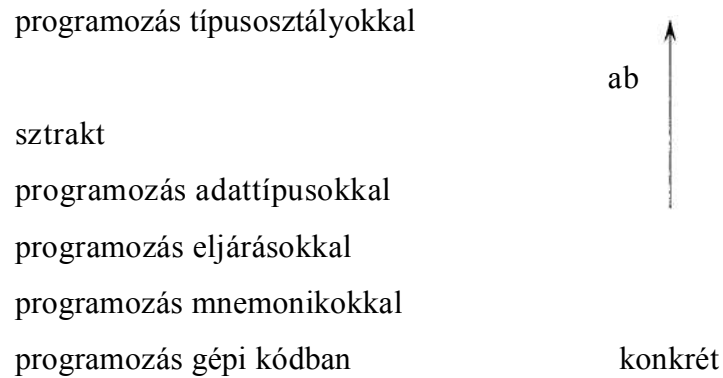 programozás típusosztályokkal
ab
sztrakt
programozás adattípusokkal
programozás eljárásokkal
programozás mnemonikokkal
programozás gépi kódban konkrét